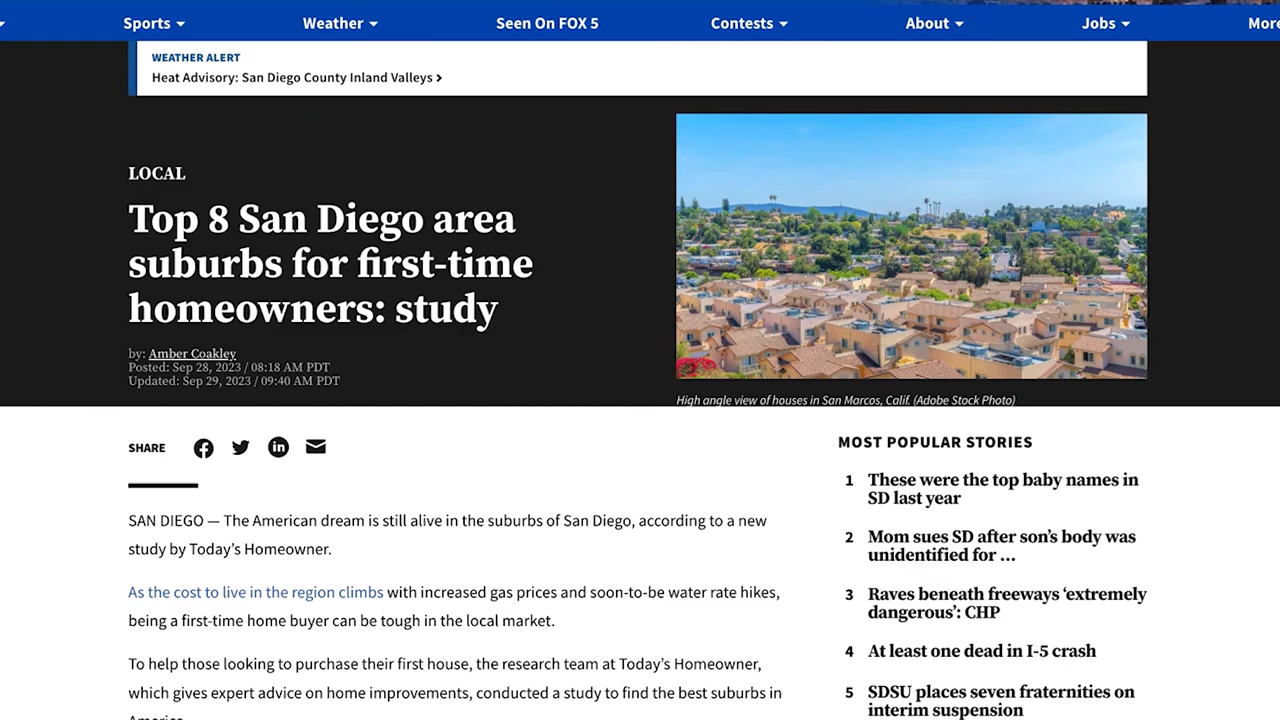 Sports
Weather
Seen On FOX 5
Contests
About
Jobs
More
WEATHER ALERT
Heat Advisory: San Diego County Inland Valleys
LOCAL
Top 8 San Diego area
suburbs for first-time
homeowners: study
by: Amber Coakley
Posted: Sep 28, 2023 / 08:18 AM PDT
Updated: Sep 29, 2023 / 09:40 AM PDT
High angle view of houses in San Marcos, Calif. (Adobe Stock Photo)
SHARE
SAN DIEGO — The American dream is still alive in the suburbs of San Diego, according to a new
study by Today’s Homeowner.
As the cost to live in the region climbs with increased gas prices and soon-to-be water rate hikes,
being a first-time home buyer can be tough in the local market.
To help those looking to purchase their first house, the research team at Today’s Homeowner,
which gives expert advice on home improvements, conducted a study to find the best suburbs in
America.
MOST POPULAR STORIES
1 These were the top baby names in
SD last year
2 Mom sues SD after son’s body was
unidentified for …
3 Raves beneath freeways ‘extremely
dangerous’: CHP
4 At least one dead in I-5 crash
5 SDSU places seven fraternities on
interim suspension